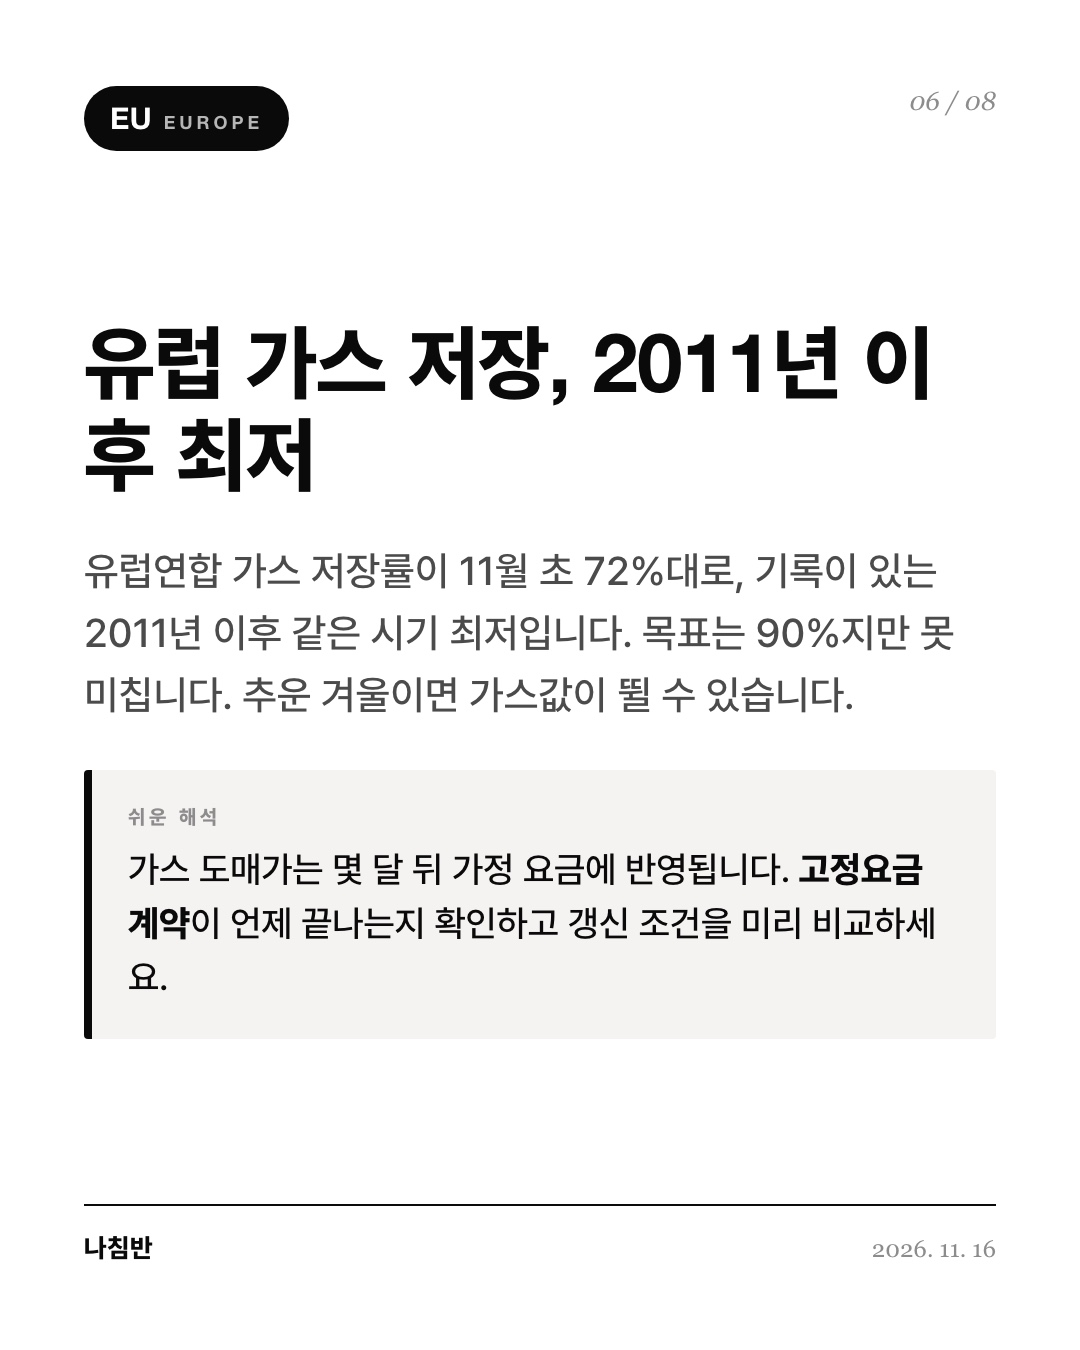 EU EUROPE
06 / 08
유럽 가스 저장, 2011년 이
후 최저
유럽연합 가스 저장률이 11월 초 72%대로, 기록이 있는
2011년 이후 같은 시기 최저입니다. 목표는 90%지만 못
미칩니다. 추운 겨울이면 가스값이 뛸 수 있습니다.
쉬운 해석
가스 도매가는 몇 달 뒤 가정 요금에 반영됩니다. 고정요금
계약이 언제 끝나는지 확인하고 갱신 조건을 미리 비교하세
요.
나침반
2026. 11. 16